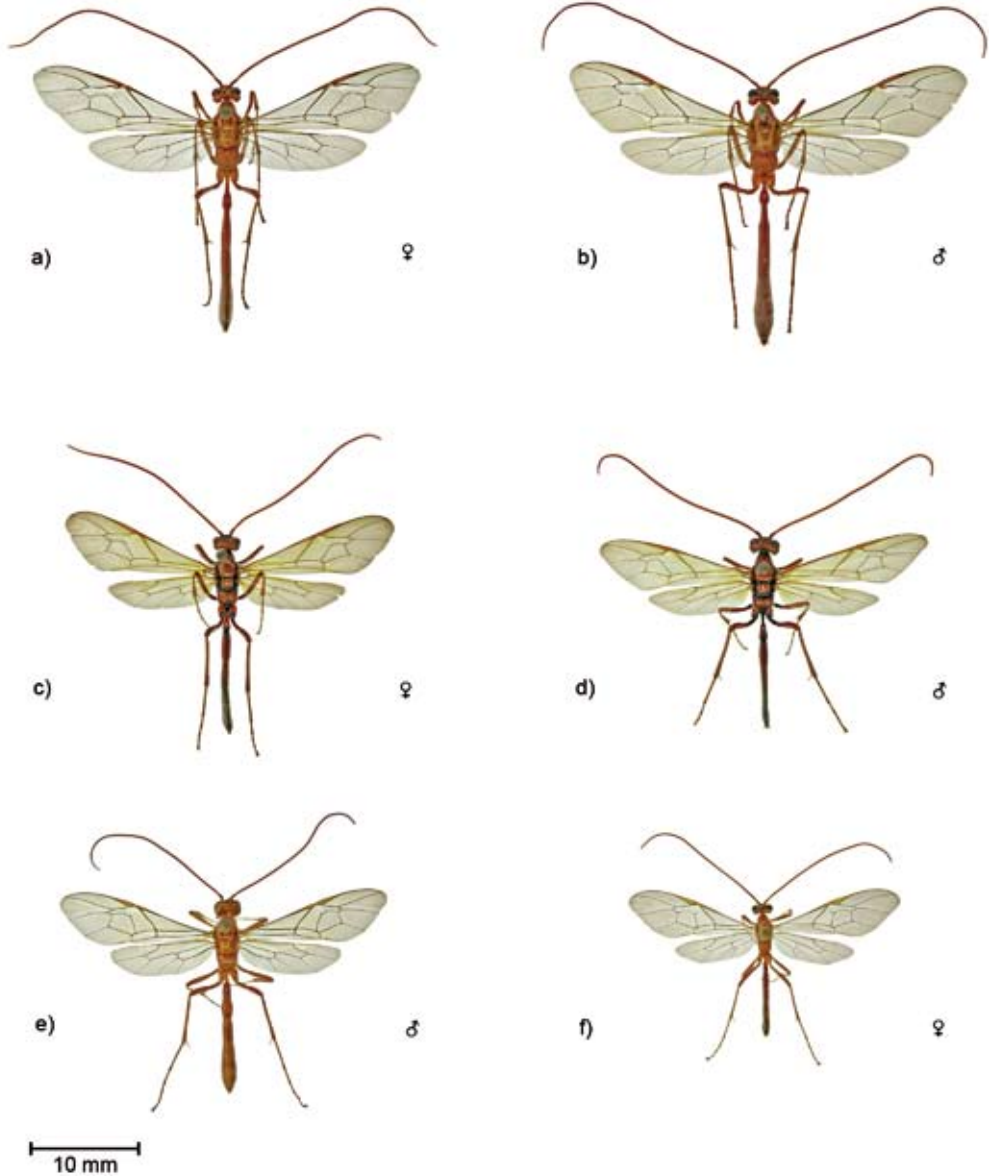 a) ♀
b) ♂
c) ♀
d) ♂
e) ♂
f) ♀
10 mm